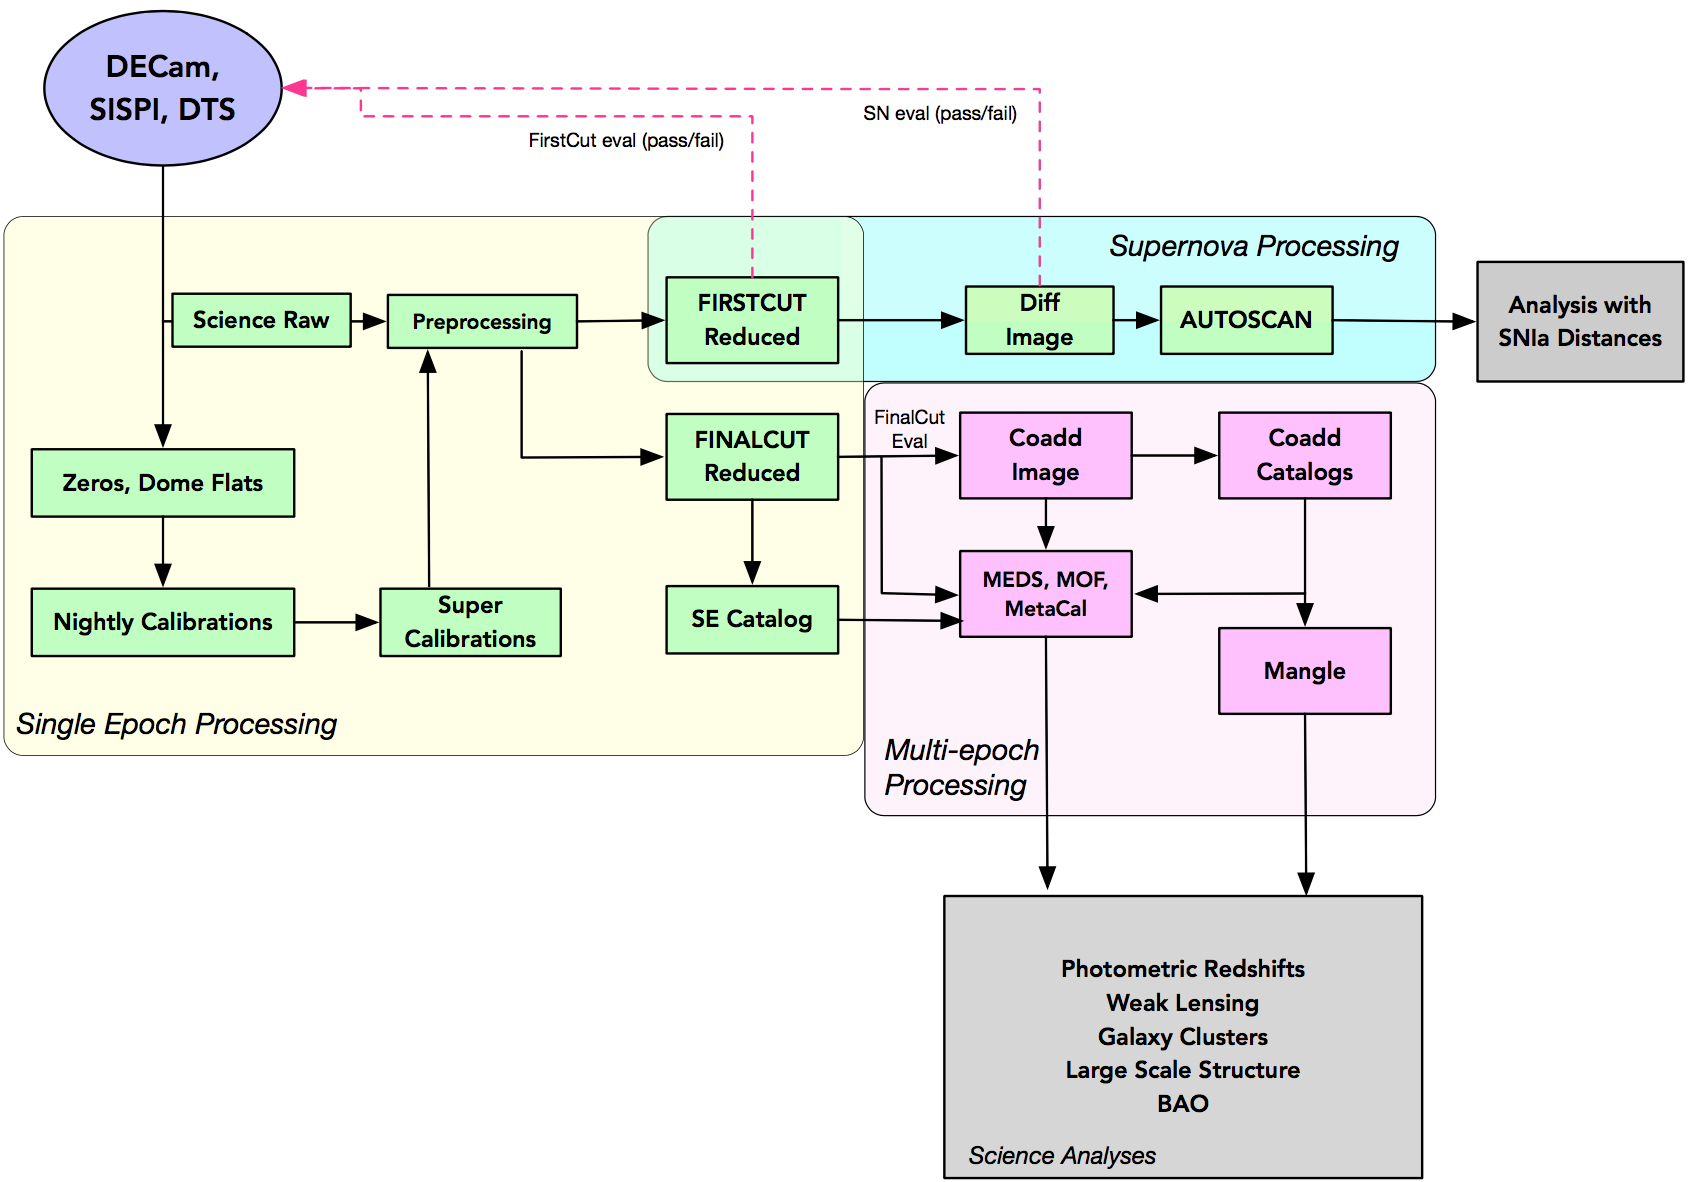 DECam,
SISPI, DTS
SN eval (pass/fail)
FirstCut eval (pass/fail)
Supernova Processing
Science Raw
Preprocessing
FIRSTCUT
Reduced
Diff
Image
AUTOSCAN
Analysis with
SNIa Distances
Zeros, Dome Flats
FINALCUT
Reduced
FinalCut
Eval
Coadd
Image
Coadd
Catalogs
Nightly Calibrations
Super
Calibrations
SE Catalog
MEDS, MOF,
MetaCal
Mangle
Single Epoch Processing
Multi-epoch
Processing
Photometric Redshifts
Weak Lensing
Galaxy Clusters
Large Scale Structure
BAO
Science Analyses